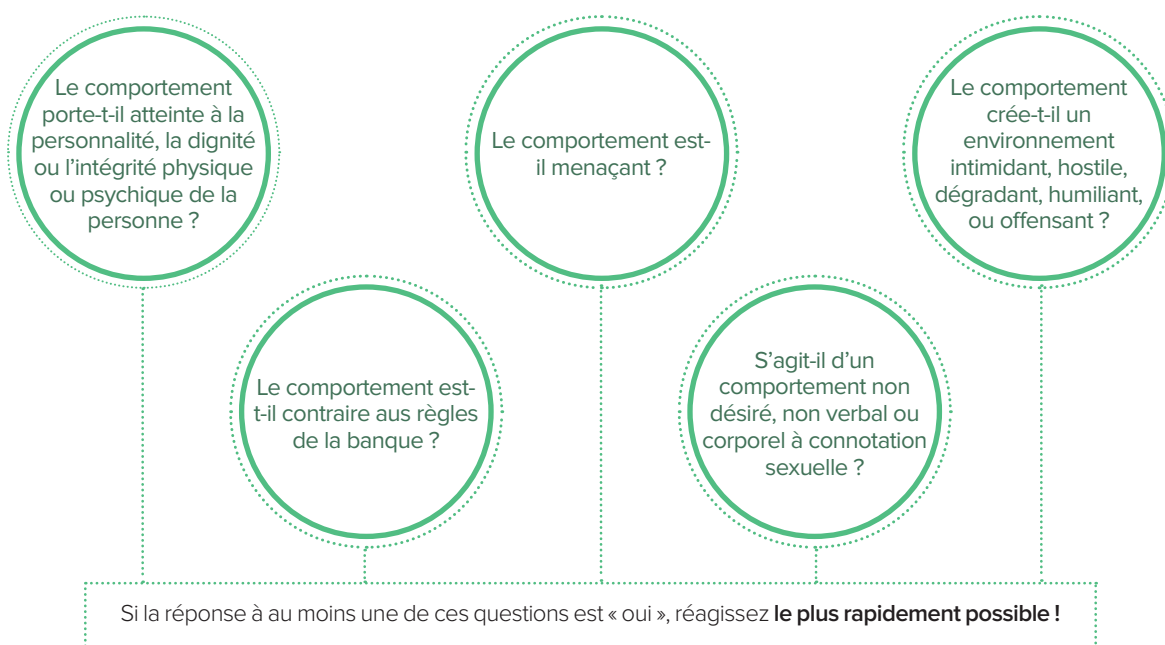 Le comportement
porte-t-il atteinte à la
personnalité, la dignité
ou l’intégrité physique
ou psychique de la
personne ?
Le comportement est-
il menaçant ?
Le comportement
crée-t-il un
environnement
intimidant, hostile,
dégradant, humiliant,
ou offensant ?
Le comportement est-
t-il contraire aus règles
de la banque ?
S’agit-il d’un
comportement non
désiré, non verbal ou
corporel à connotation
sexuelle ?
Si la réponse à au moins une de ces questions est « oui », réagissez le plus rapidement possible !